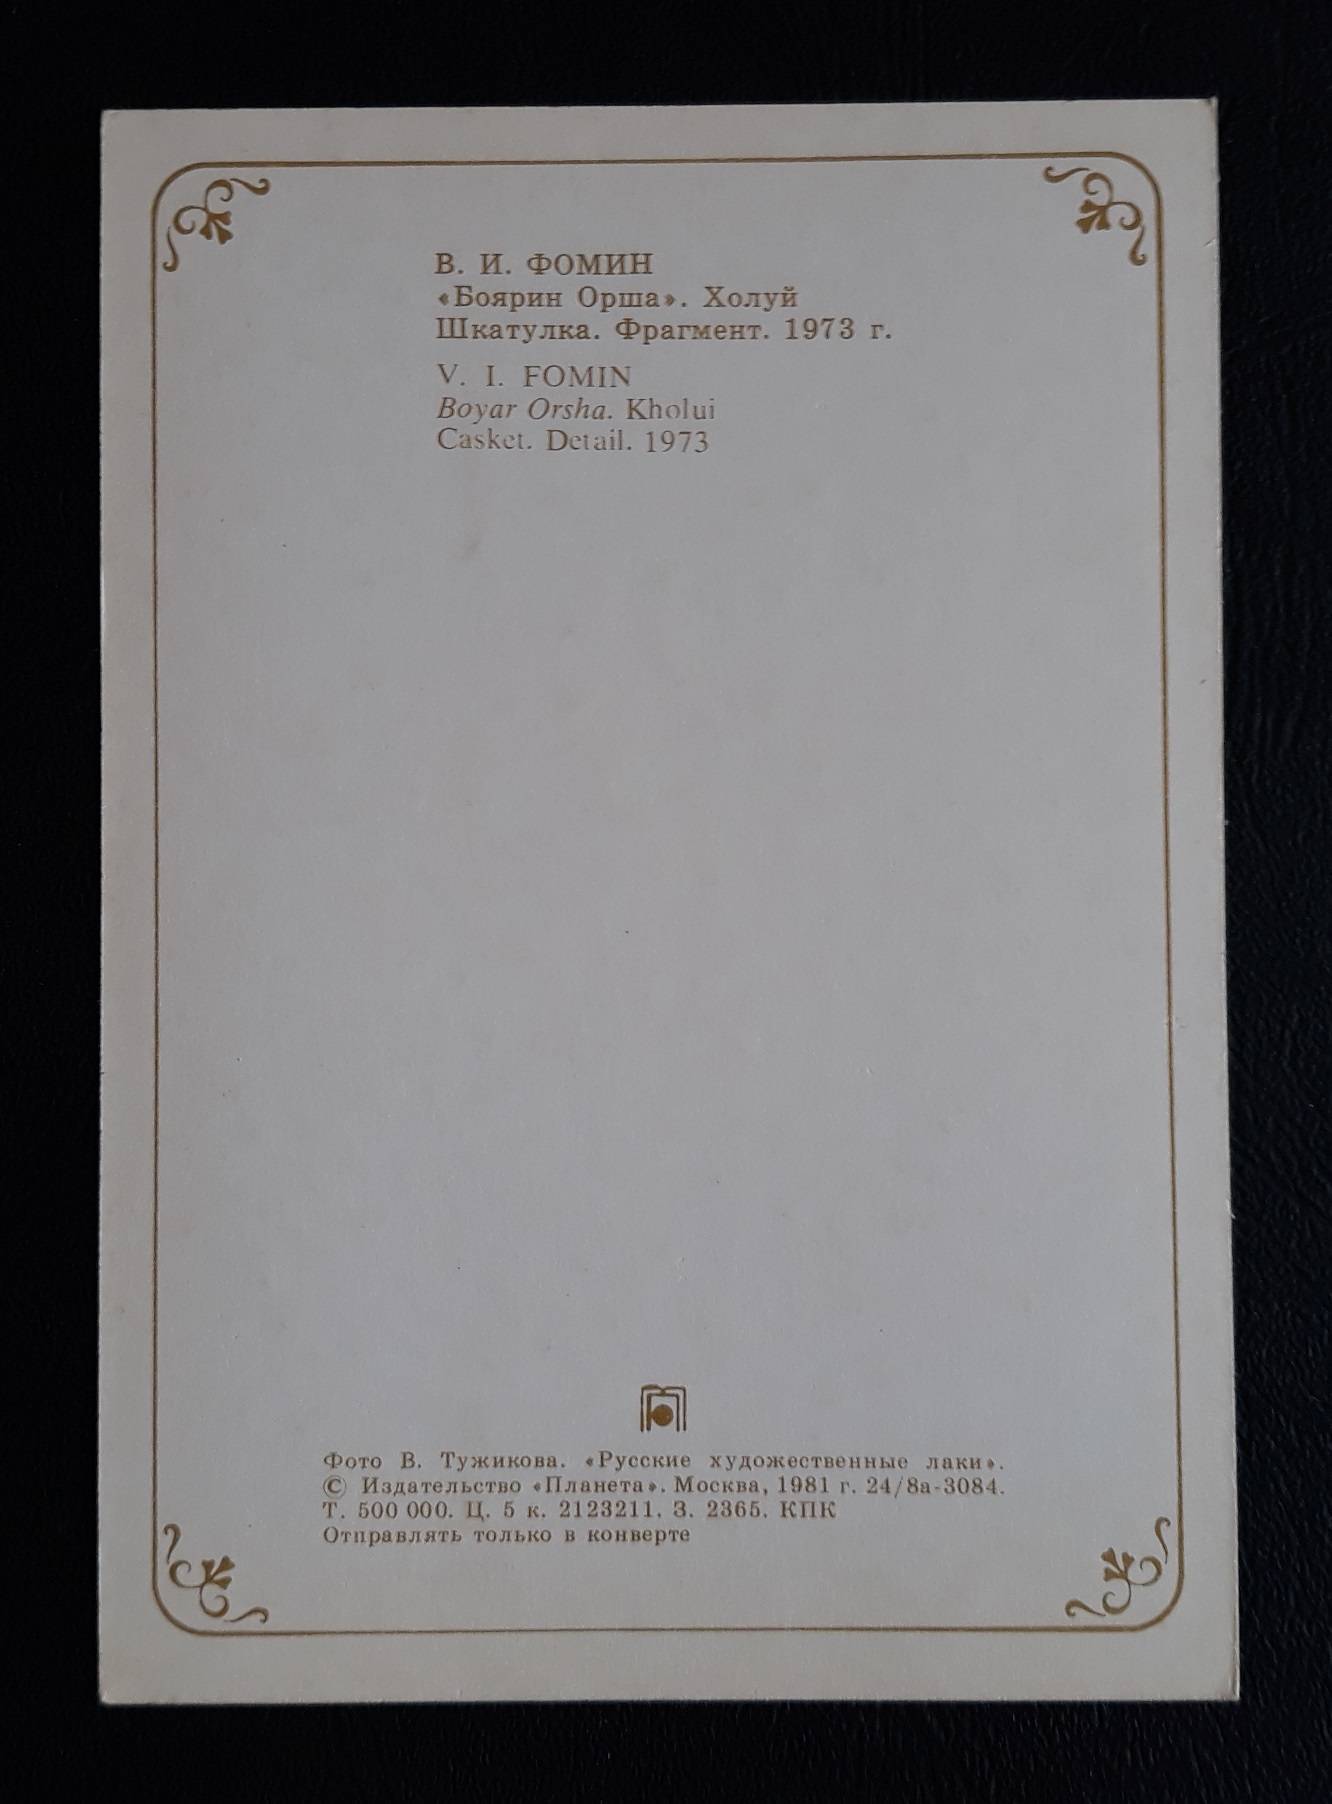 В. И. ФОМИН
«Боярин Орша». Холуй
Шкатулка. Фрагмент. 1973 г.
V. I. FOMIN
Boyar Orsha. Kholui
Casket. Detail. 1973
Фото В. Тужикова. «Русские художественные лаки».
© Издательство «Планета». Москва, 1981 г. 24/8а-3084.
Т. 500 000. Ц. 5 к. 2123211. З. 2365. КПК
Отправлять только в конверте